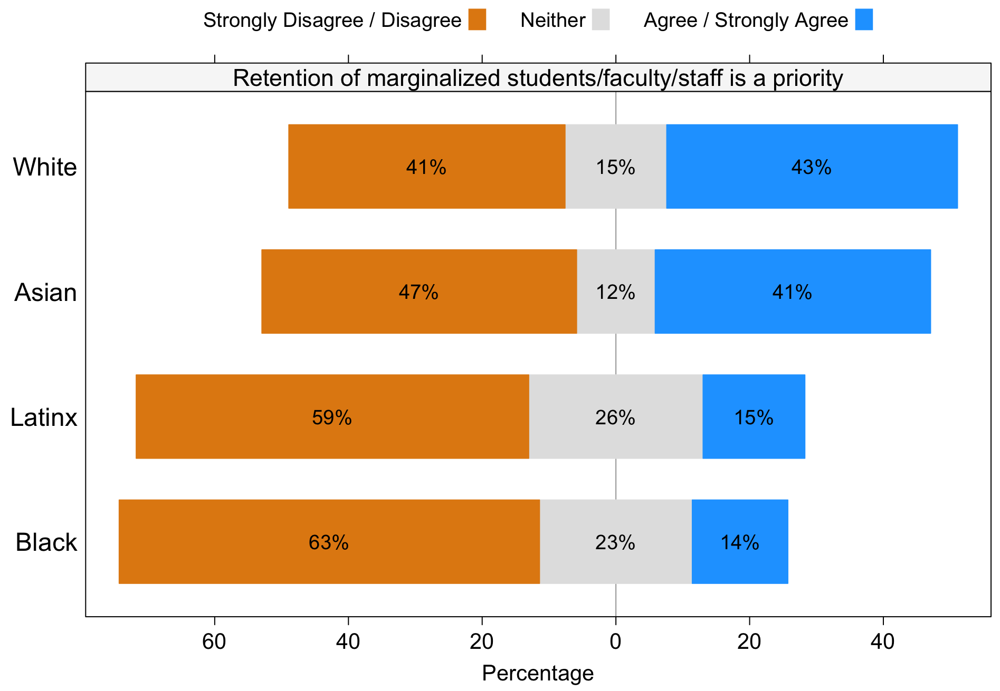 Strongly Disagree / Disagree Neither Agree / Strongly Agree
Retention of marginalized students/faculty/staff is a priority
White 41% 15% 43%
Asian 47% 12% 41%
Latinx 59% 26% 15%
Black 63% 23% 14%
60 40 20 0 20 40
Percentage